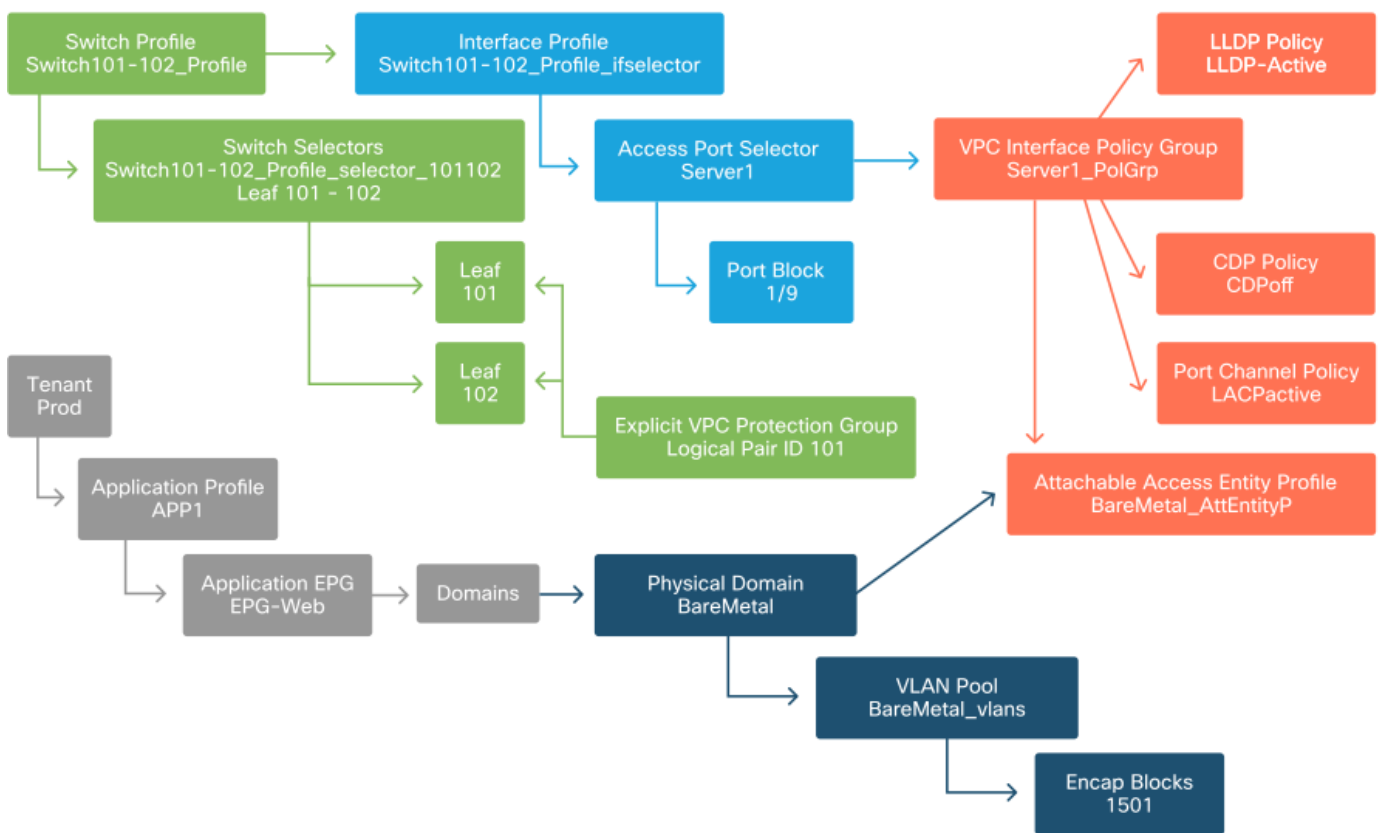 Switch Profile
Switch101-102_Profile
Interface Profile
Switch101-102_Profile_ifselector
LLDP Policy
LLDP-Active
Switch Selectors
Switch101-102_Profile_selector_101102
Leaf 101 - 102
Access Port Selector
Server1
VPC Interface Policy Group
Server1_PolGrp
Leaf
101
Port Block
1/9
CDP Policy
CDPoff
Leaf
102
Port Channel Policy
LACPactive
Tenant
Prod
Explicit VPC Protection Group
Logical Pair ID 101
Application Profile
APP1
Attachable Access Entity Profile
BareMetal_AttEntityP
Application EPG
EPG-Web
Domains
Physical Domain
BareMetal
VLAN Pool
BareMetal_vlans
Encap Blocks
1501